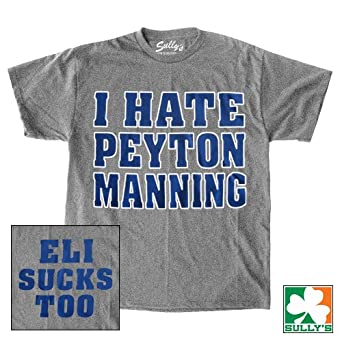 Sully's
I HATE
PEYTON
MANNING
ELI
SUCKS
TOO
SULLY'S